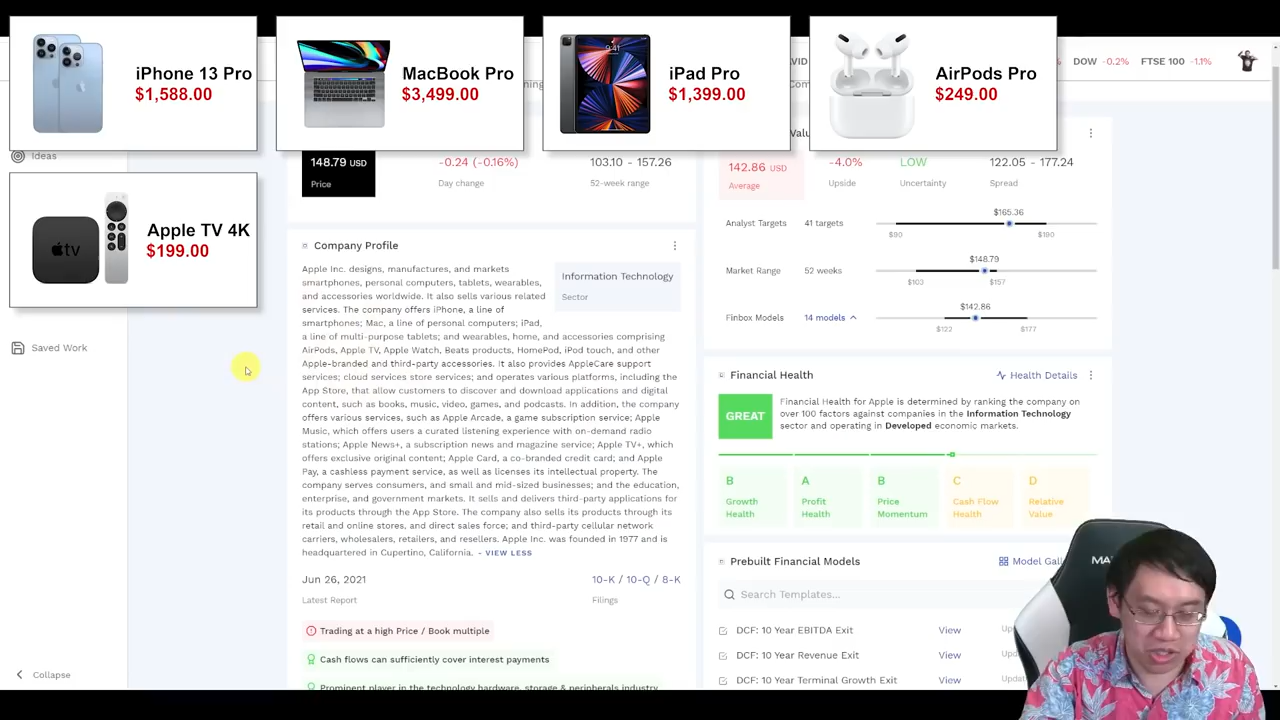 iPhone 13 Pro
$1,588.00
MacBook Pro
$3,499.00
9:41
iPad Pro
$1,399.00
AirPods Pro
$249.00
DOW -0.2% FTSE 100 -1.1%
Apple TV 4K
$199.00
tv
Ideas
Saved Work
Collapse
148.79 USD
Price
-0.24 (-0.16%)
Day change
103.10 - 157.26
52-week range
Company Profile
Apple Inc. designs, manufactures, and markets
smartphones, personal computers, tablets, wearables,
and accessories worldwide. It also sells various related
services. The company offers iPhone, a line of
smartphones; Mac, a line of personal computers; iPad,
a line of multi-purpose tablets; and wearables, home, and accessories comprising
AirPods, Apple TV, Apple Watch, Beats products, HomePod, iPod touch, and other
Apple-branded and third-party accessories. It also provides AppleCare support
services; cloud services store services; and operates various platforms, including the
App Store, that allow customers to discover and download applications and digital
content, such as books, music, video, games, and podcasts. In addition, the company
offers various services, such as Apple Arcade, a game subscription service; Apple
Music, which offers users a curated listening experience with on-demand radio
stations; Apple News+, a subscription news and magazine service; Apple TV+, which
offers exclusive original content; Apple Card, a co-branded credit card; and Apple
Pay, a cashless payment service, as well as licenses its intellectual property. The
company serves consumers, and small and mid-sized businesses; and the education,
enterprise, and government markets. It sells and delivers third-party applications for
its products through the App Store. The company also sells its products through its
retail and online stores, and direct sales force; and third-party cellular network
carriers, wholesalers, retailers, and resellers. Apple Inc. was founded in 1977 and is
headquartered in Cupertino, California. - VIEW LESS
Information Technology
Sector
Jun 26, 2021
Latest Report
10-K / 10-Q / 8-K
Filings
Trading at a high Price / Book multiple
Cash flows can sufficiently cover interest payments
Prominent player in the technology hardware, storage & peripherals industry
142.86 USD
Average
-4.0%
Upside
LOW
Uncertainty
122.05 - 177.24
Spread
Analyst Targets 41 targets
$165.36
$90 $190
Market Range 52 weeks
$148.79
$103 $157
Finbox Models 14 models
$142.86
$122 $177
Financial Health
Health Details
GREAT
Financial Health for Apple is determined by ranking the company on
over 100 factors against companies in the Information Technology
sector and operating in Developed economic markets.
B
Growth
Health
A
Profit
Health
B
Price
Momentum
C
Cash Flow
Health
D
Relative
Value
Prebuilt Financial Models
Model
Search Templates...
DCF: 10 Year EBITDA Exit View
DCF: 10 Year Revenue Exit View
DCF: 10 Year Terminal Growth Exit View